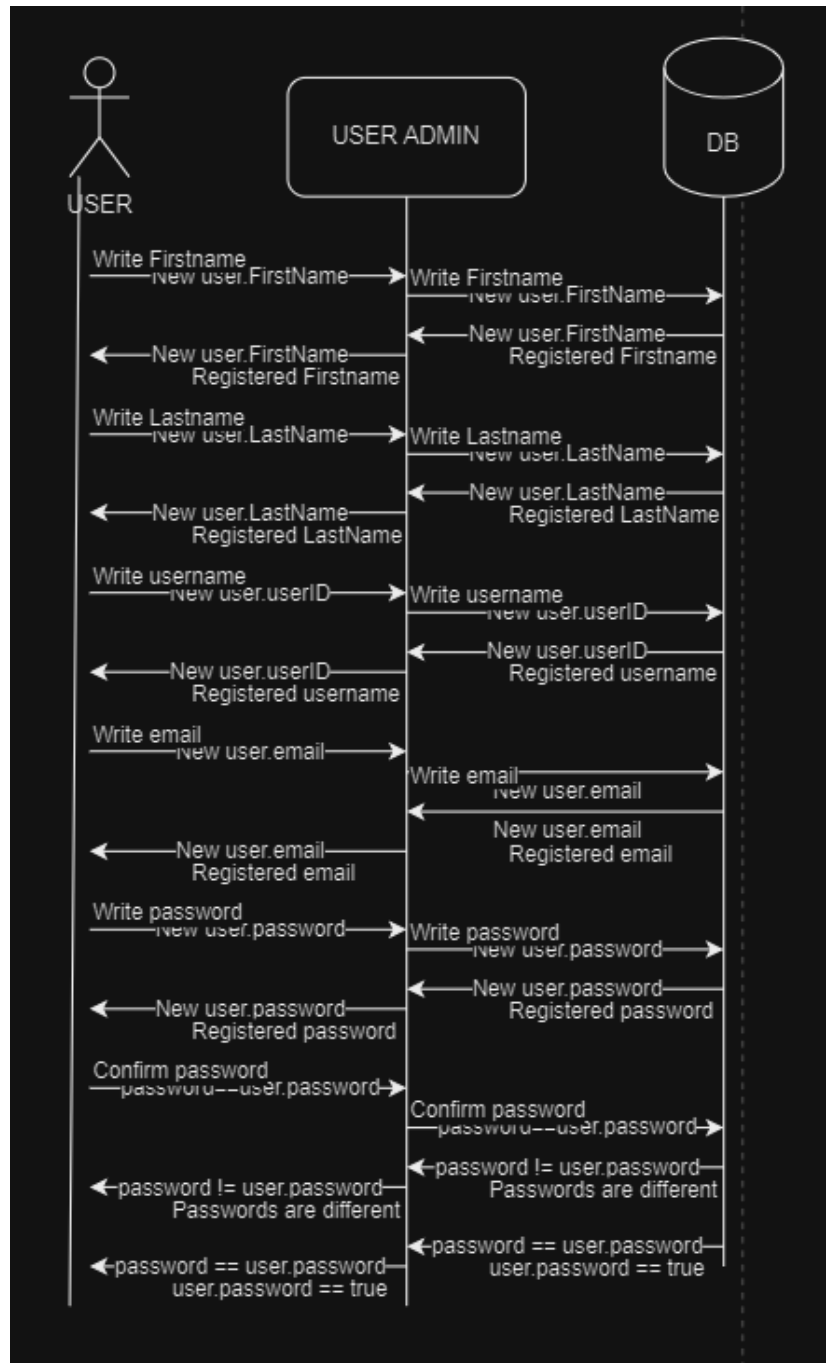 USER ADMIN
DB
USER
Write Firstname
New user.FirstName
Write Firstname
New user.FirstName
New user.FirstName
Registered Firstname
New user.FirstName
Registered Firstname
Write Lastname
New user.LastName
Write Lastname
New user.LastName
New user.LastName
Registered LastName
New user.LastName
Registered LastName
Write username
New user.userID
Write username
New user.userID
New user.userID
Registered username
New user.userID
Registered username
Write email
New user.email
Write email
New user.email
New user.email
Registered email
New user.email
Registered email
Write password
New user.password
Write password
New user.password
New user.password
Registered password
New user.password
Registered password
Confirm password
password==user.password
Confirm password
password==user.password
password != user.password
Passwords are different
password != user.password
Passwords are different
password == user.password
user.password == true
password == user.password
user.password == true